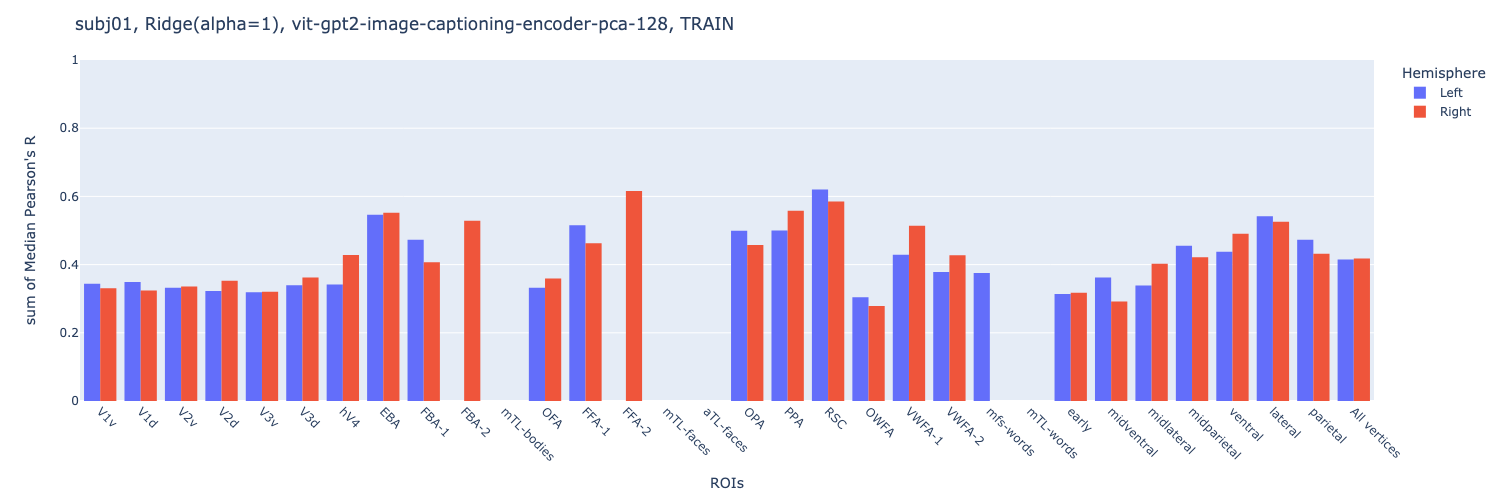 subj01, Ridge(alpha=1), vit-gpt2-image-captioning-encoder-pca-128, TRAIN
Hemisphere
Left
Right
sum of Median Pearson's R
1
0.8
0.6
0.4
0.2
0
V1v
V1d
V2v
V2d
V3v
V3d
hV4
EBA
FBA-1
FBA-2
mTL-bodies
OFA
FFA-1
FFA-2
mTL-faces
aTL-faces
OPA
PPA
RSC
OWFA
VWFA-1
VWFA-2
mfs-words
mTL-words
early
midventral
midlateral
midparietal
ventral
lateral
parietal
All vertices
ROIs